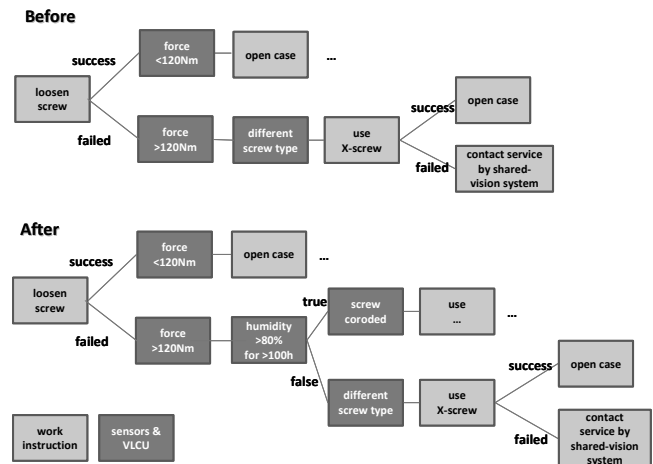 Before
success
force
<120Nm
open case
...
loosen
screw
failed
force
>120Nm
different
screw type
use
X-screw
success
open case
failed
contact service
by shared-
vision system
After
success
force
<120Nm
open case
...
loosen
screw
failed
force
>120Nm
humidity
>80%
for >100h
true
screw
coroded
use
...
...
false
different
screw type
use
X-screw
success
open case
failed
contact
service by
shared-vision
system
work
instruction
sensors &
VLCU